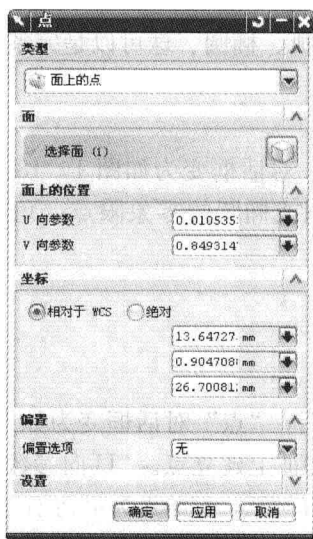 点
类型
面上的点
面
选择面 (1)
面上的位置
U 向参数 0.010535
V 向参数 0.849314
坐标
相对于 WCS 绝对
13.64727 mm
0.904708 mm
26.70081 mm
偏置
偏置选项 无
设置
确定 应用 取消